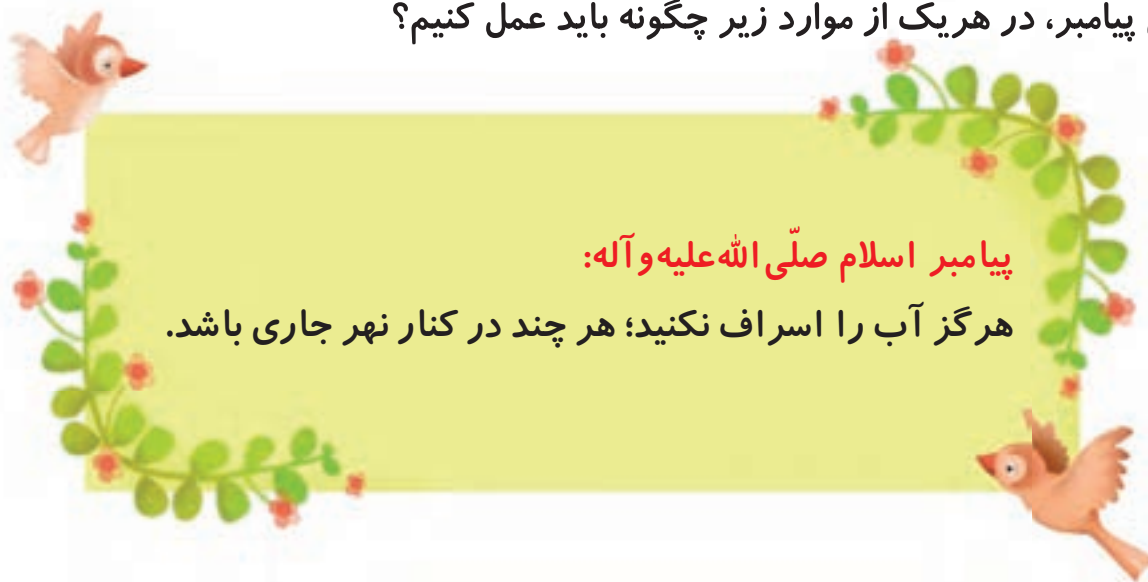 پیامبر، در هریک از موارد زیر چگونه باید عمل کنیم؟
پیامبر اسلام صلّی‌الله‌علیه‌و‌آله:
هرگز آب را اسراف نکنید؛ هر چند در کنار نهر جاری باشد.